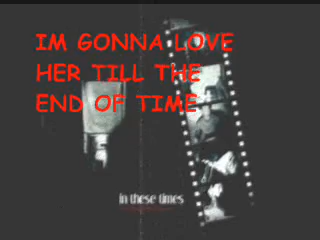 IM GONNA LOVE
HER TILL THE
END OF TIME
in these times